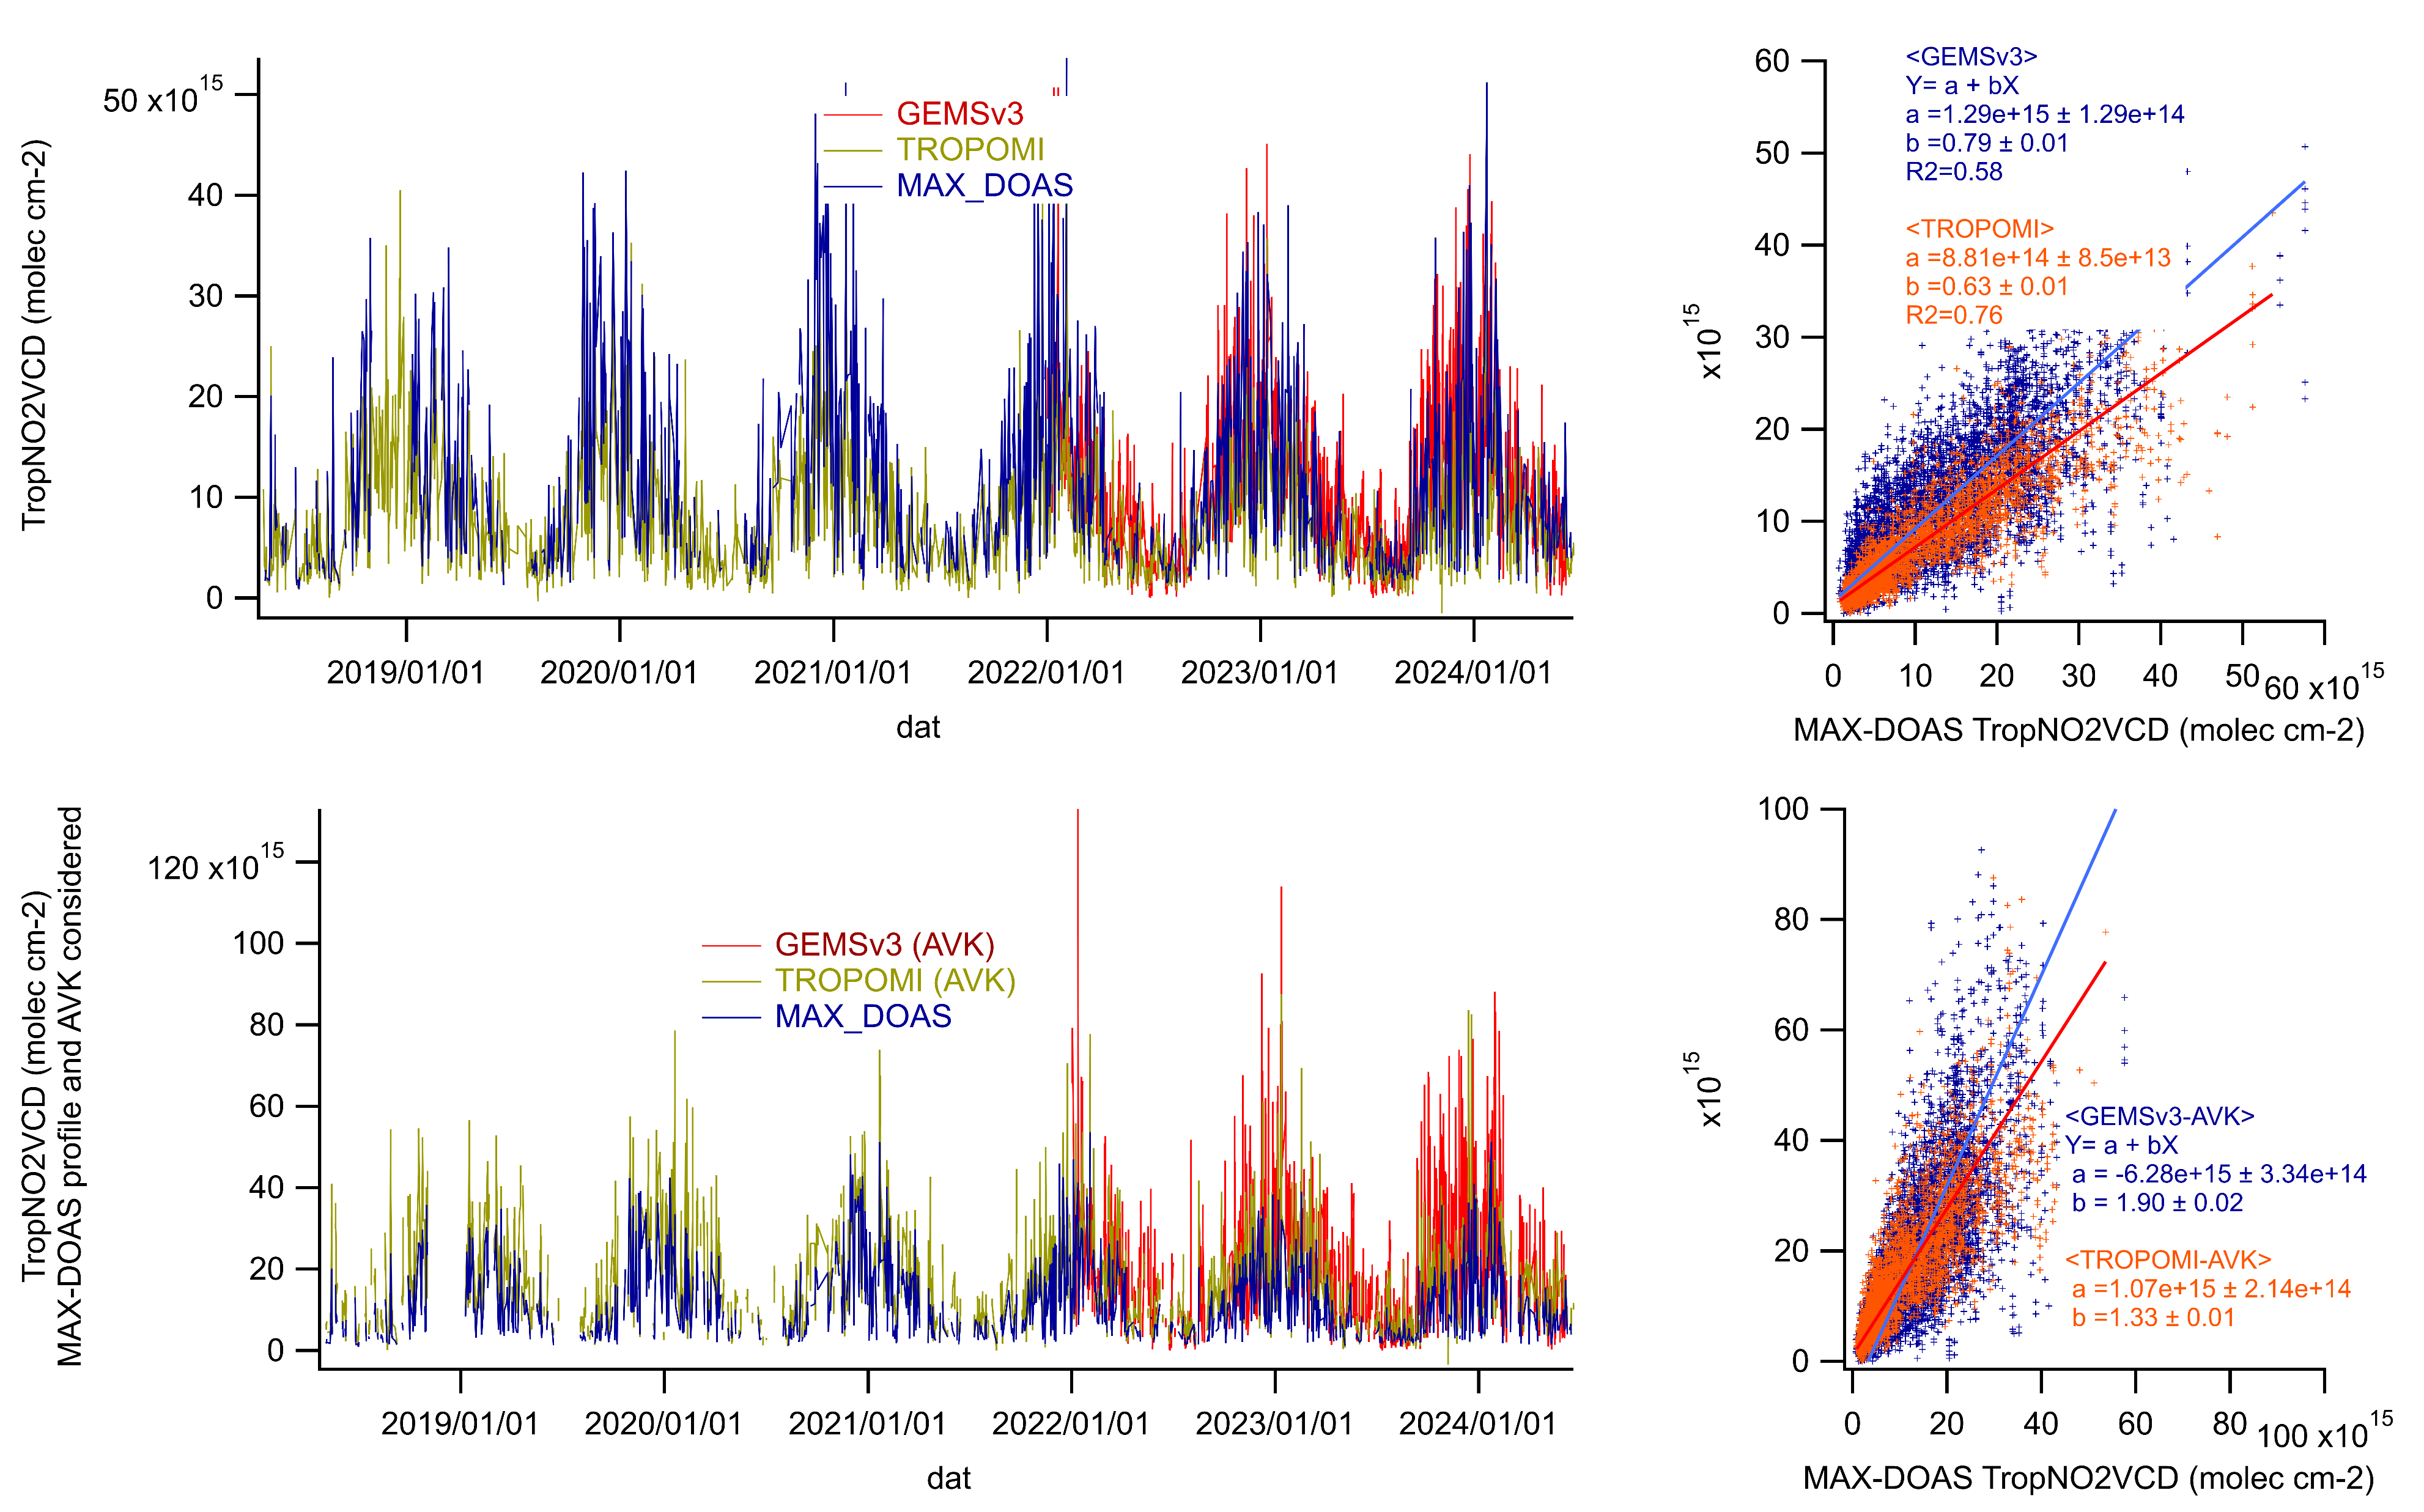 TropNO2VCD (molec cm-2)
50 x10^15
40
30
20
10
0
GEMSv3
TROPOMI
MAX_DOAS
2019/01/01 2020/01/01 2021/01/01 2022/01/01 2023/01/01 2024/01/01
dat
x10^15
60
50
40
30
20
10
0
<GEMSv3>
Y= a + bX
a =1.29e+15 ± 1.29e+14
b =0.79 ± 0.01
R2=0.58
<TROPOMI>
a =8.81e+14 ± 8.5e+13
b =0.63 ± 0.01
R2=0.76
0 10 20 30 40 50 60 x10^15
MAX-DOAS TropNO2VCD (molec cm-2)
TropNO2VCD (molec cm-2)
MAX-DOAS profile and AVK considered
120 x10^15
100
80
60
40
20
0
GEMSv3 (AVK)
TROPOMI (AVK)
MAX_DOAS
2019/01/01 2020/01/01 2021/01/01 2022/01/01 2023/01/01 2024/01/01
dat
x10^15
100
80
60
40
20
0
<GEMSv3-AVK>
Y= a + bX
a = -6.28e+15 ± 3.34e+14
b = 1.90 ± 0.02
<TROPOMI-AVK>
a =1.07e+15 ± 2.14e+14
b =1.33 ± 0.01
0 20 40 60 80 100 x10^15
MAX-DOAS TropNO2VCD (molec cm-2)